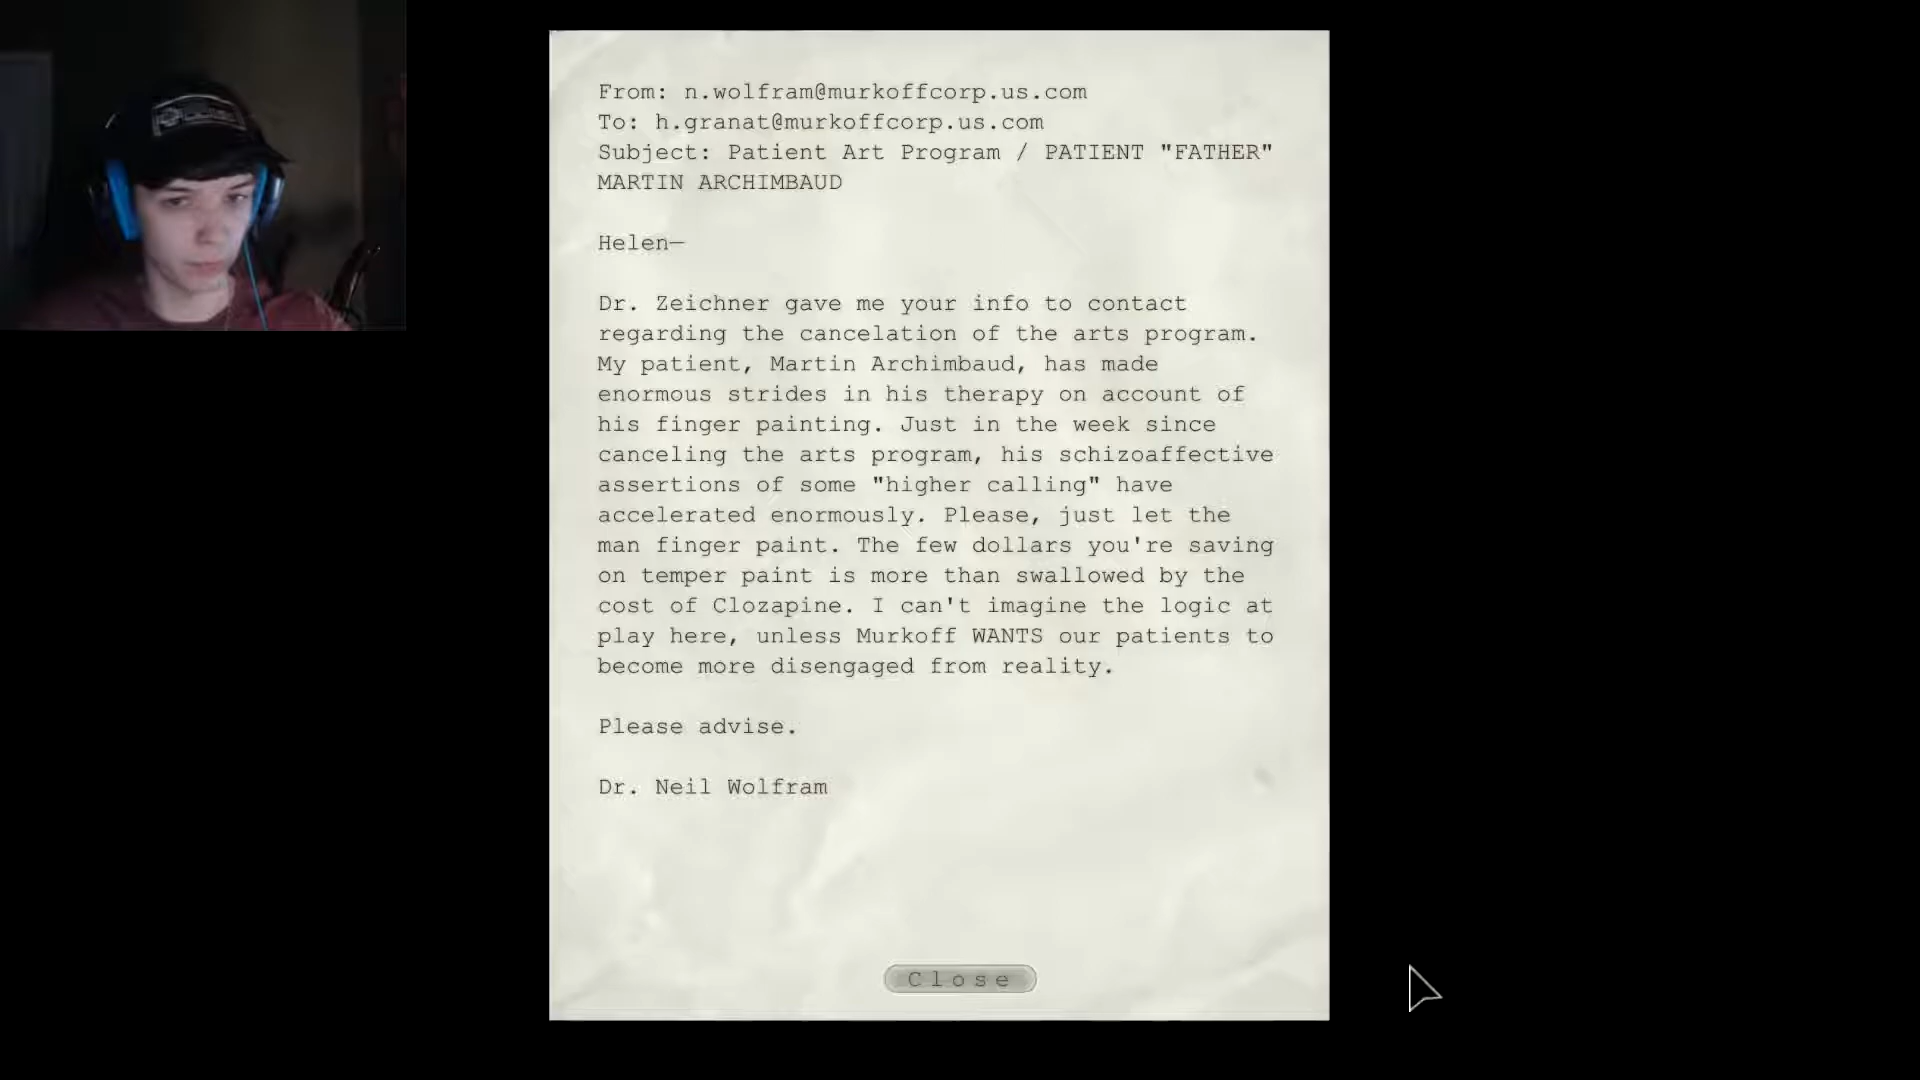 From: n.wolfram@murkoffcorp.us.com
To: h.granat@murkoffcorp.us.com
Subject: Patient Art Program / PATIENT "FATHER"
MARTIN ARCHIMBAUD
Helen—
Dr. Zeichner gave me your info to contact
regarding the cancelation of the arts program.
My patient, Martin Archimbaud, has made
enormous strides in his therapy on account of
his finger painting. Just in the week since
canceling the arts program, his schizoaffective
assertions of some "higher calling" have
accelerated enormously. Please, just let the
man finger paint. The few dollars you're saving
on temper paint is more than swallowed by the
cost of Clozapine. I can't imagine the logic at
play here, unless Murkoff WANTS our patients to
become more disengaged from reality.
Please advise.
Dr. Neil Wolfram
Close